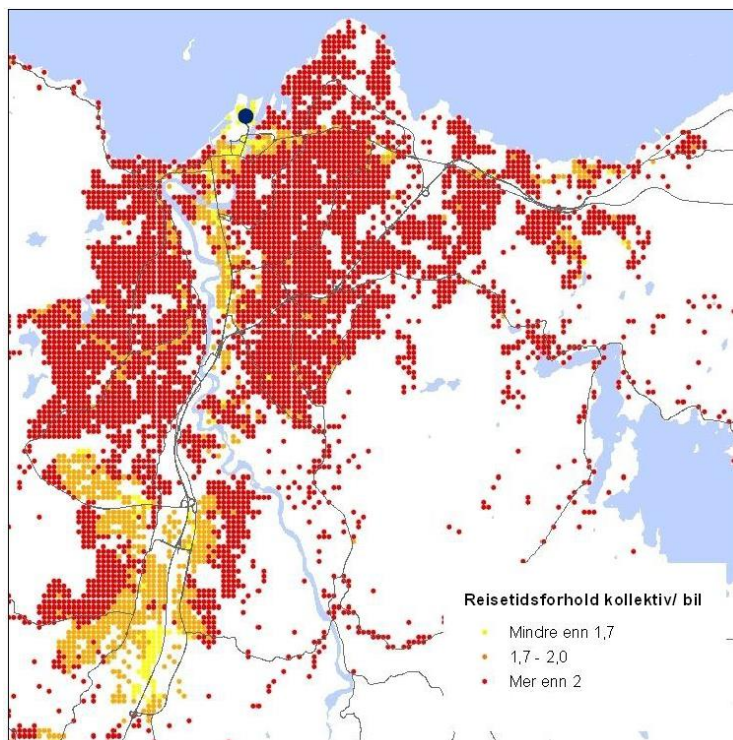 Reisetidsforhold kollektiv/ bil
Mindre enn 1,7
1,7 - 2,0
Mer enn 2